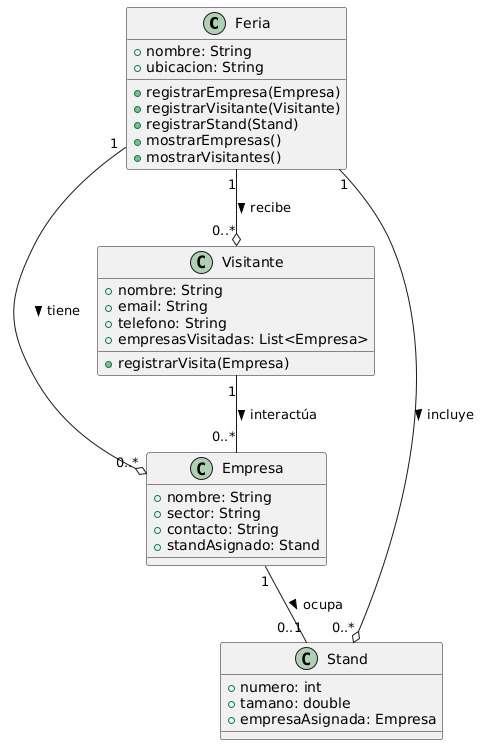 C Feria
nombre: String
ubicacion: String
registrarEmpresa(Empresa)
registrarVisitante(Visitante)
registrarStand(Stand)
mostrarEmpresas()
mostrarVisitantes()
1
1
1
recibe
0..*
C Visitante
nombre: String
email: String
telefono: String
empresasVisitadas: List<Empresa>
registrarVisita(Empresa)
tiene
1
interactúa
incluye
0..*
0..*
C Empresa
nombre: String
sector: String
contacto: String
standAsignado: Stand
1
ocupa
0..1
0..*
C Stand
numero: int
tamano: double
empresaAsignada: Empresa